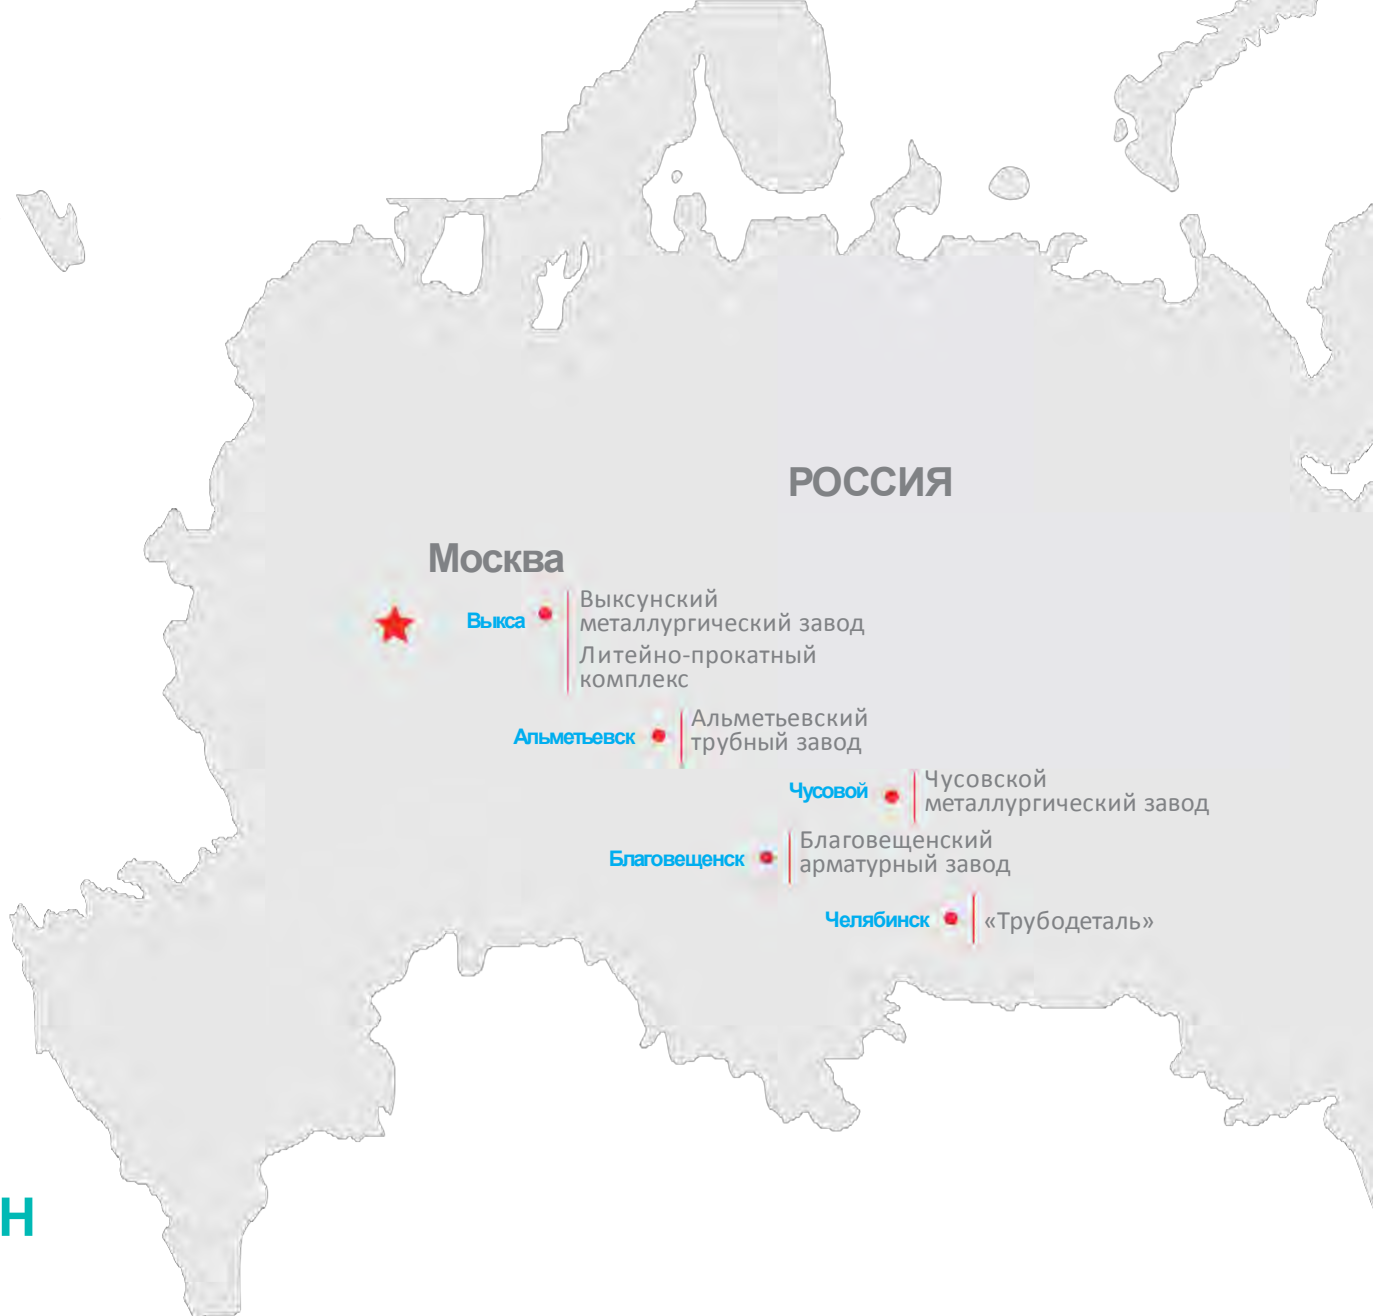 РОССИЯ
Москва
Выкса
Выксунский
металлургический завод
Литейно-прокатный
комплекс
Альметьевск
Альметьевский
трубный завод
Чусовой
Чусовской
металлургический завод
Благовещенск
Благовещенский
арматурный завод
Челябинск
«Трубодеталь»
Н